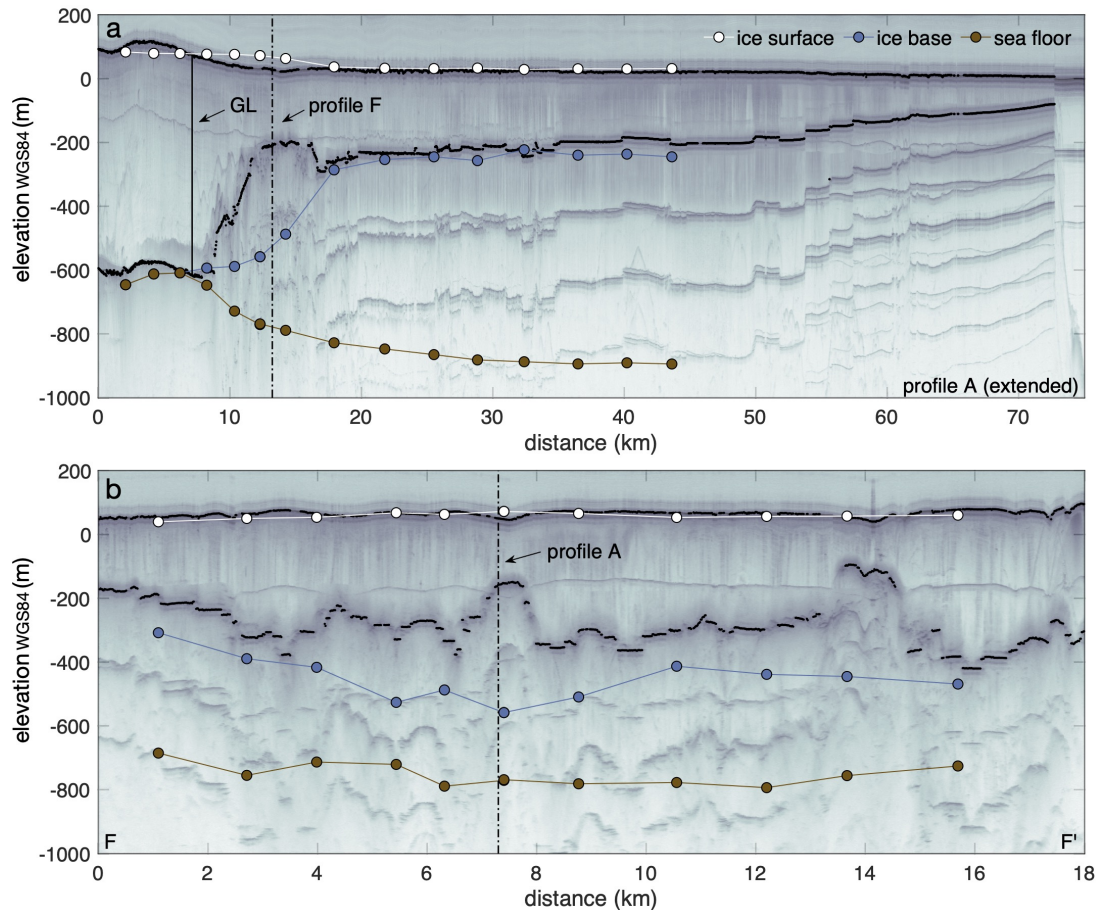 a
ice surface ice base sea floor
GL
profile F
profile A (extended)
200
0
-200
-400
-600
-800
-1000
elevation WGS84 (m)
0 10 20 30 40 50 60 70
distance (km)
b
profile A
F F'
200
0
-200
-400
-600
-800
-1000
elevation WGS84 (m)
0 2 4 6 8 10 12 14 16 18
distance (km)